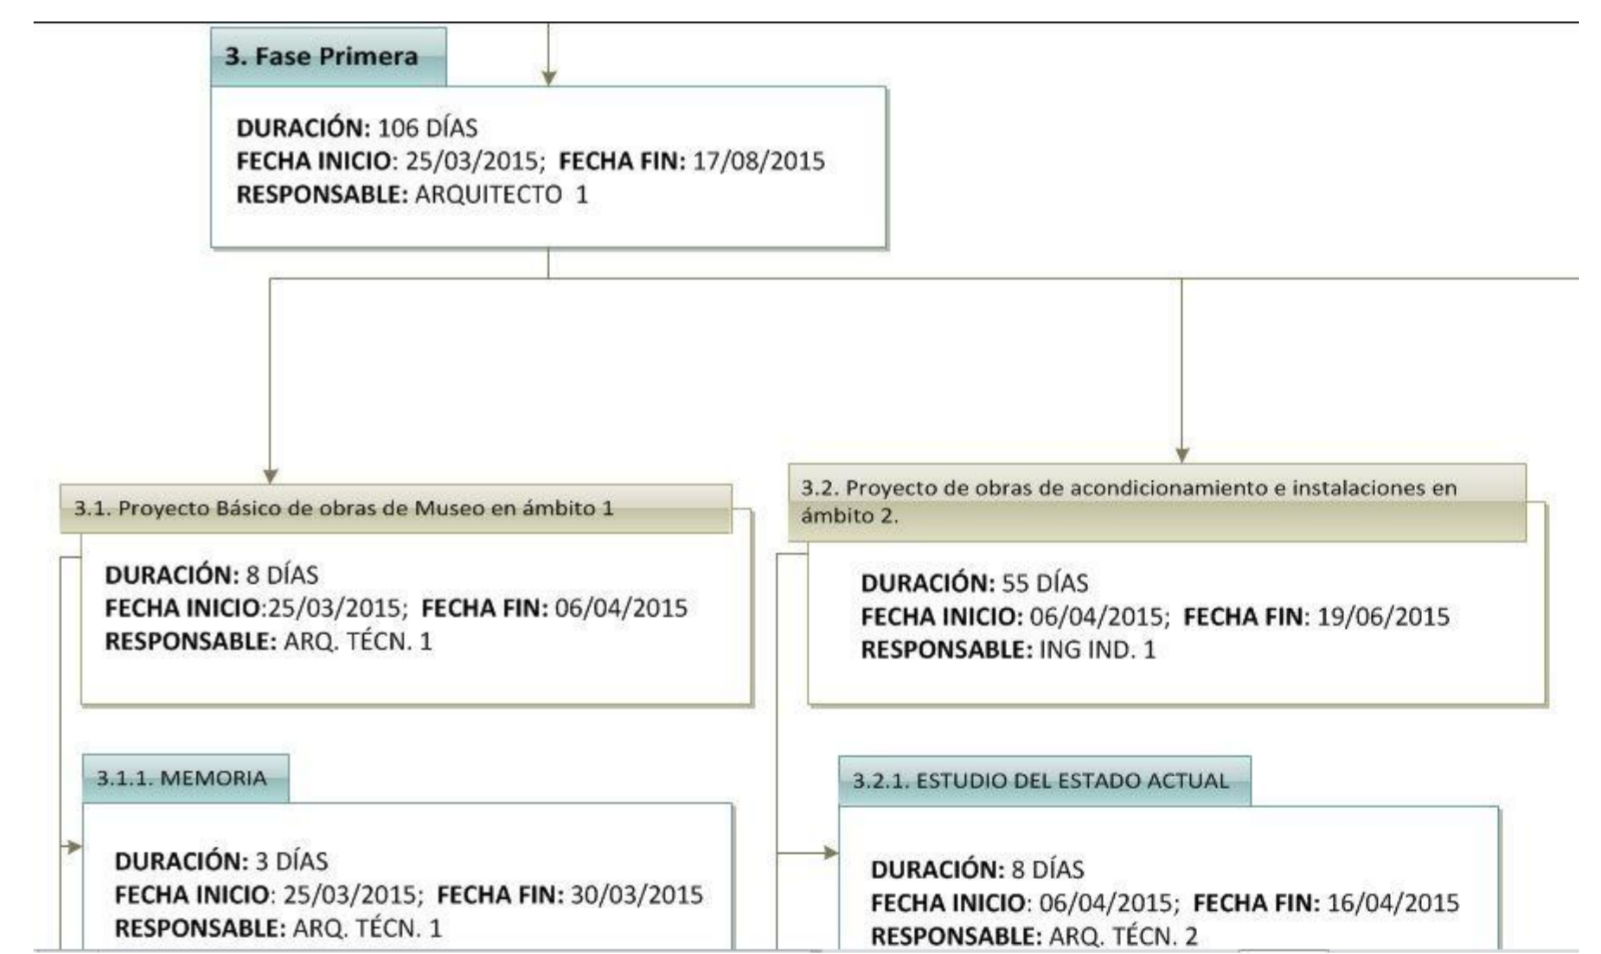 3. Fase Primera
DURACIÓN: 106 DÍAS
FECHA INICIO: 25/03/2015;  FECHA FIN: 17/08/2015
RESPONSABLE: ARQUITECTO  1
3.1. Proyecto Básico de obras de Museo en ámbito 1
DURACIÓN: 8 DÍAS
FECHA INICIO:25/03/2015;  FECHA FIN: 06/04/2015
RESPONSABLE: ARQ. TÉCN. 1
3.1.1. MEMORIA
DURACIÓN: 3 DÍAS
FECHA INICIO: 25/03/2015;  FECHA FIN: 30/03/2015
RESPONSABLE: ARQ. TÉCN. 1
3.2. Proyecto de obras de acondicionamiento e instalaciones en
ámbito 2.
DURACIÓN: 55 DÍAS
FECHA INICIO: 06/04/2015;  FECHA FIN: 19/06/2015
RESPONSABLE: ING IND. 1
3.2.1. ESTUDIO DEL ESTADO ACTUAL
DURACIÓN: 8 DÍAS
FECHA INICIO: 06/04/2015;  FECHA FIN: 16/04/2015
RESPONSABLE: ARQ. TÉCN. 2